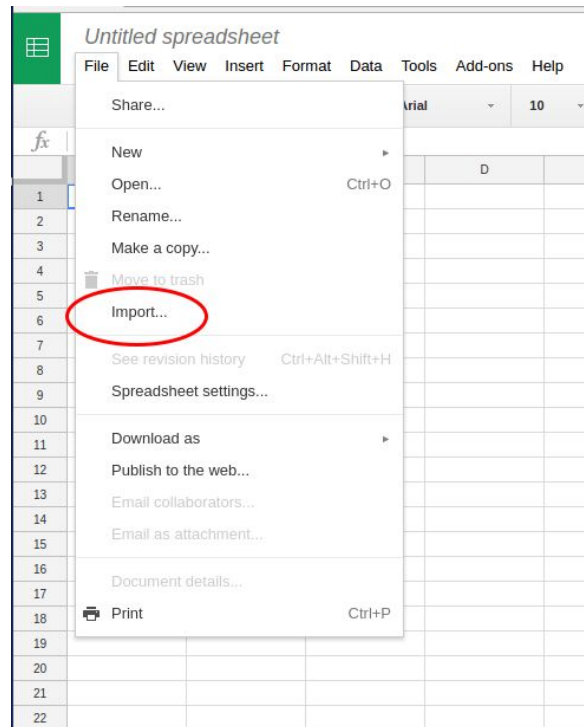 Untitled spreadsheet
File Edit View Insert Format Data Tools Add-ons Help
Share...
Arial 10
fx
New
D
Open... Ctrl+O
1
Rename...
2
Make a copy...
3
4
Move to trash
5
Import...
6
7
See revision history Ctrl+Alt+Shift+H
8
Spreadsheet settings...
9
10
Download as
11
Publish to the web...
12
Email collaborators...
13
14
Email as attachment...
15
16
Document details...
17
Print Ctrl+P
18
19
20
21
22